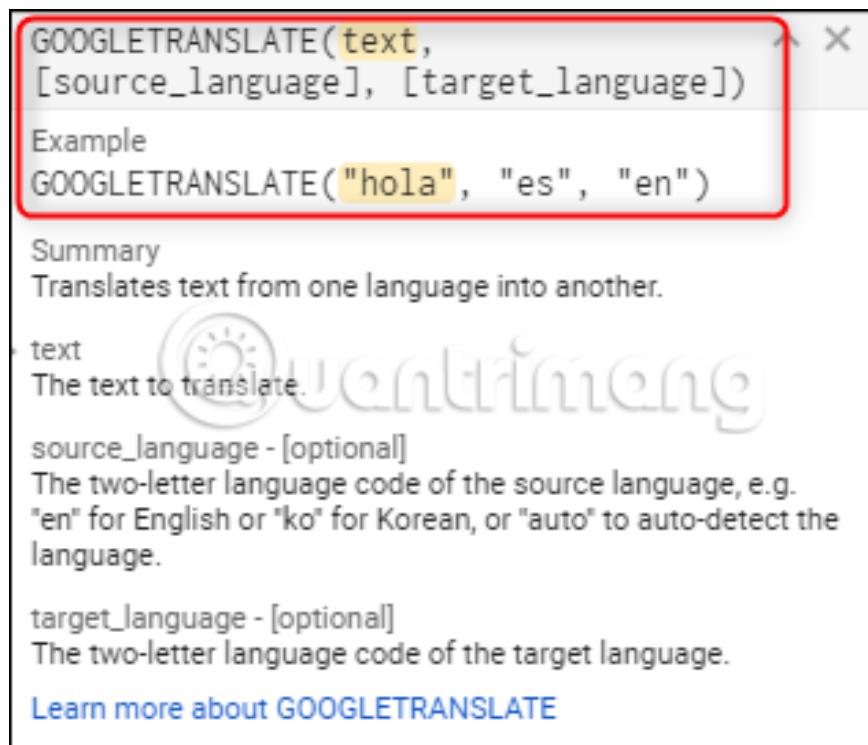 GOOGLETRANSLATE(text,
[source_language], [target_language])
Example
GOOGLETRANSLATE("hola", "es", "en")
Summary
Translates text from one language into another.
text
The text to translate.
uantrimang
source_language - [optional]
The two-letter language code of the source language, e.g.
"en" for English or "ko" for Korean, or "auto" to auto-detect the
language.
target_language - [optional]
The two-letter language code of the target language.
Learn more about GOOGLETRANSLATE